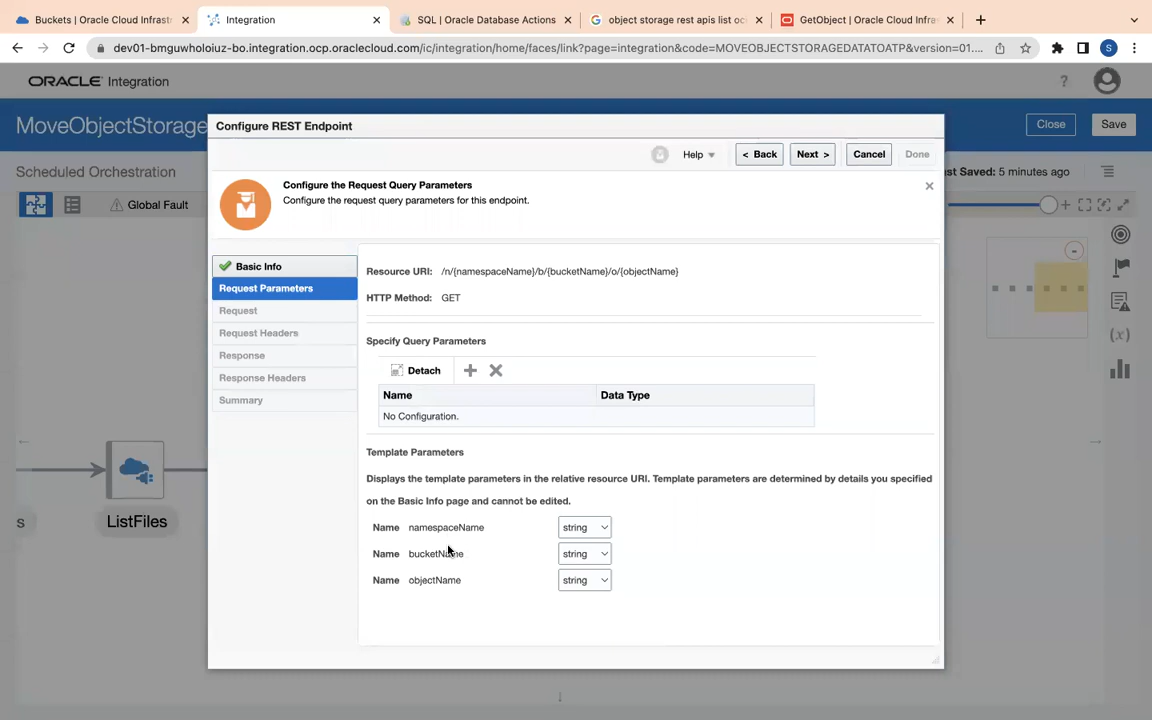 Buckets | Oracle Cloud Infrast
Integration
SQL | Oracle Database Actions
object storage rest apis list oc
GetObject | Oracle Cloud Infra
dev01-bmguwholoiuz-bo.integration.ocp.oraclecloud.com/ic/integration/home/faces/link?page=integration&code=MOVEOBJECTSTORAGEDATATOATP&version=01....
S
ORACLE Integration
?
MoveObjectStorage
Close
Save
Scheduled Orchestration
st Saved: 5 minutes ago
Global Fault
Configure REST Endpoint
Help
< Back
Next >
Cancel
Done
Configure the Request Query Parameters
Configure the request query parameters for this endpoint.
Basic Info
Request Parameters
Request
Request Headers
Response
Response Headers
Summary
Resource URI: /n/{namespaceName}/b/{bucketName}/o/{objectName}
HTTP Method: GET
Specify Query Parameters
Detach
Name Data Type
No Configuration.
Template Parameters
Displays the template parameters in the relative resource URI. Template parameters are determined by details you specified
on the Basic Info page and cannot be edited.
Name namespaceName string
Name bucketName string
Name objectName string
s
ListFiles
(x)